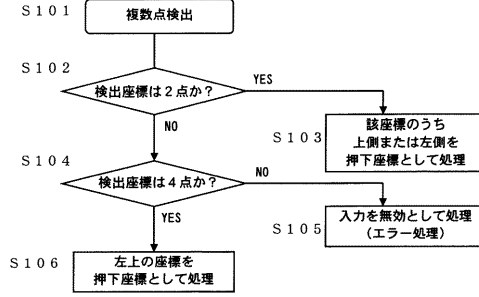 S101
複数点検出
S102
検出座標は2点か?
YES
NO
S103
該座標のうち
上側または左側を
押下座標として処理
S104
検出座標は4点か?
NO
YES
S105
入力を無効として処理
(エラー処理)
S106
左上の座標を
押下座標として処理